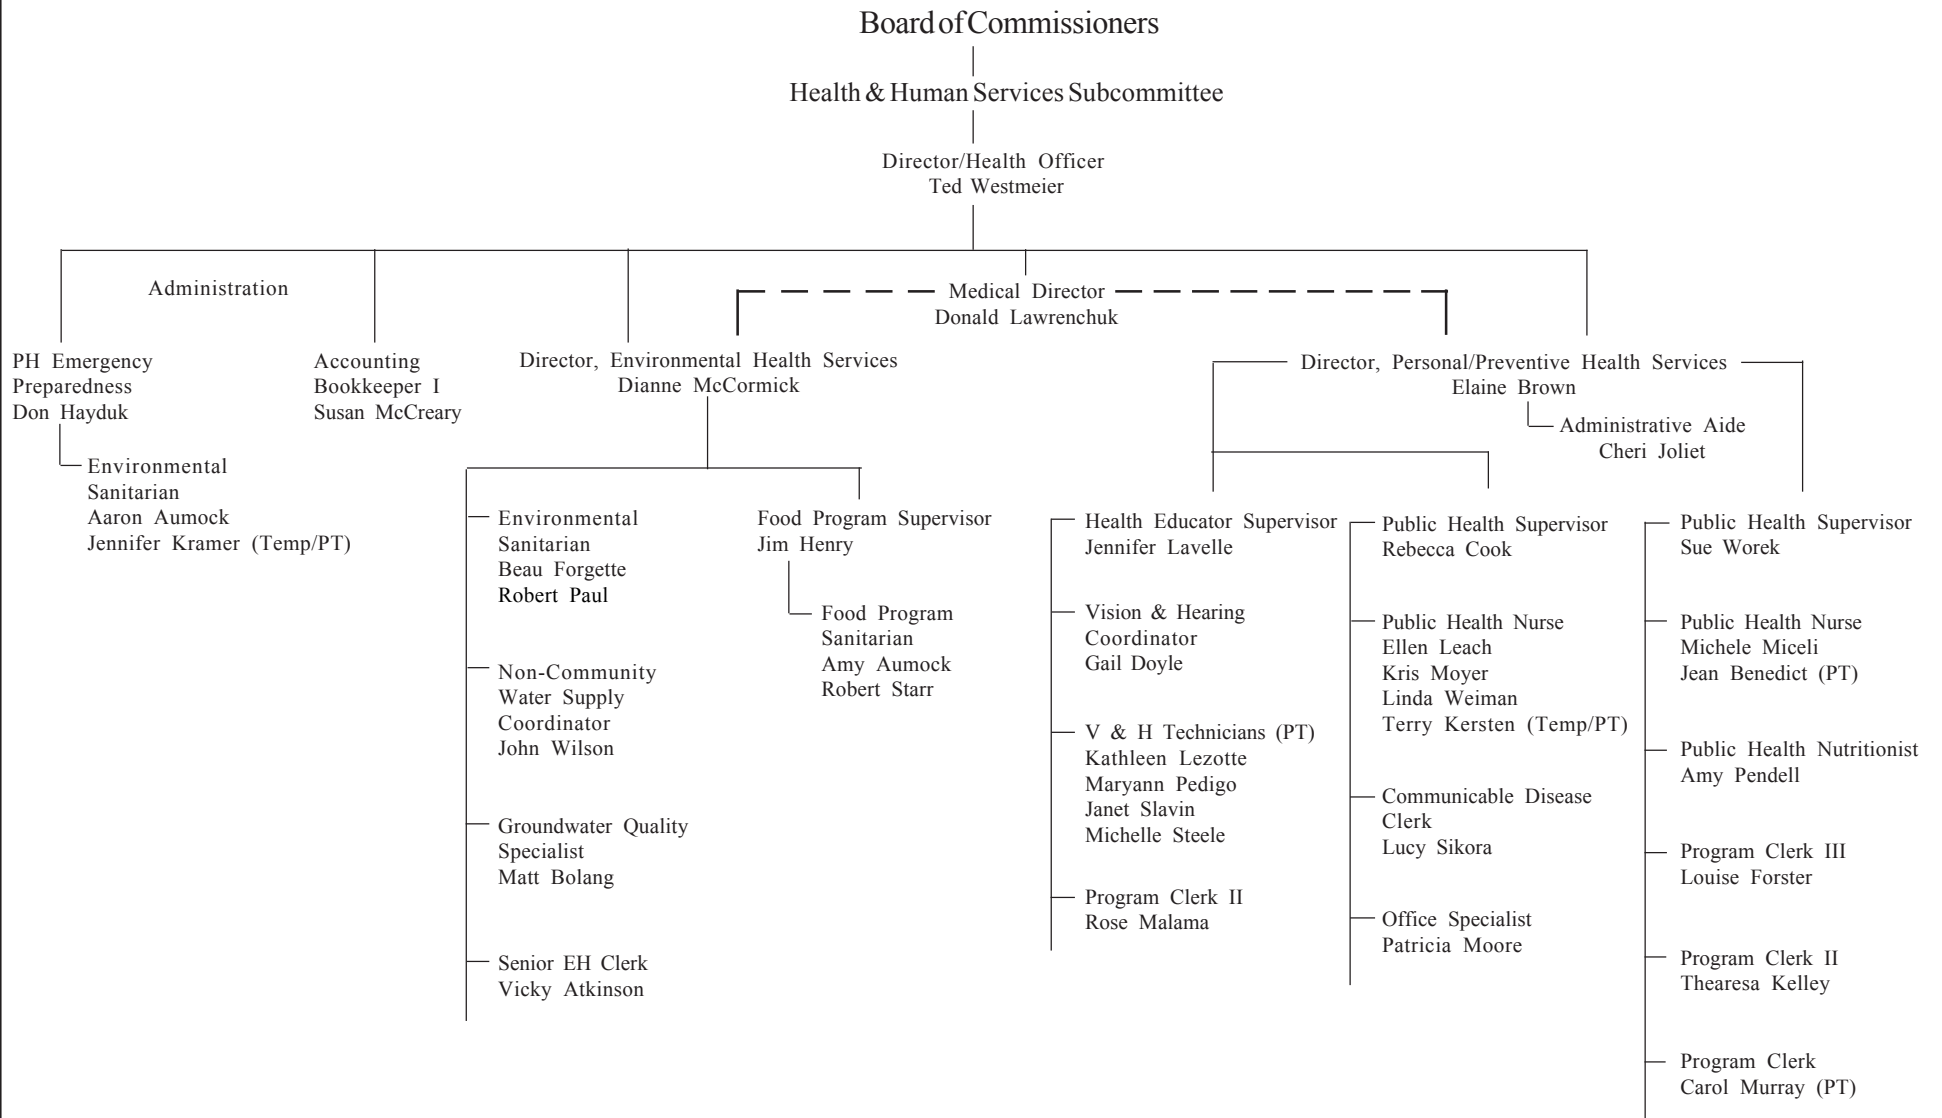 Board of Commissioners
Health & Human Services Subcommittee
Director/Health Officer
Ted Westmeier
Administration
Medical Director
Donald Lawrenchuk
PH Emergency
Preparedness
Don Hayduk
Environmental
Sanitarian
Aaron Aumock
Jennifer Kramer (Temp/PT)
Accounting
Bookkeeper I
Susan McCreary
Director, Environmental Health Services
Dianne McCormick
Environmental
Sanitarian
Beau Forgette
Robert Paul
Non-Community
Water Supply
Coordinator
John Wilson
Groundwater Quality
Specialist
Matt Bolang
Senior EH Clerk
Vicky Atkinson
Food Program Supervisor
Jim Henry
Food Program
Sanitarian
Amy Aumock
Robert Starr
Director, Personal/Preventive Health Services
Elaine Brown
Administrative Aide
Cheri Joliet
Health Educator Supervisor
Jennifer Lavelle
Vision & Hearing
Coordinator
Gail Doyle
V & H Technicians (PT)
Kathleen Lezotte
Maryann Pedigo
Janet Slavin
Michelle Steele
Program Clerk II
Rose Malama
Public Health Supervisor
Rebecca Cook
Public Health Nurse
Ellen Leach
Kris Moyer
Linda Weiman
Terry Kersten (Temp/PT)
Communicable Disease
Clerk
Lucy Sikora
Office Specialist
Patricia Moore
Public Health Supervisor
Sue Worek
Public Health Nurse
Michele Miceli
Jean Benedict (PT)
Public Health Nutritionist
Amy Pendell
Program Clerk III
Louise Forster
Program Clerk II
Thearesa Kelley
Program Clerk
Carol Murray (PT)